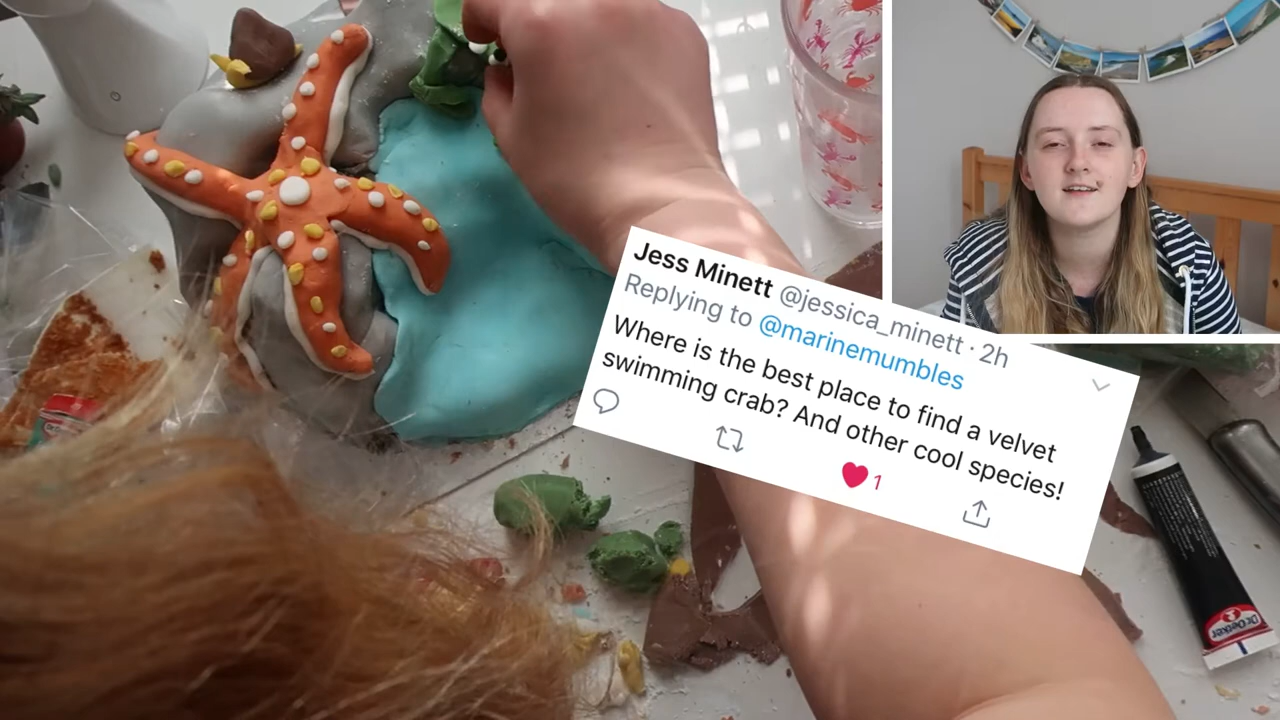 Jess Minett @jessica_minett · 2h
Replying to @marinemumbles
Where is the best place to find a velvet
swimming crab? And other cool species!
1
Dr.Oetker